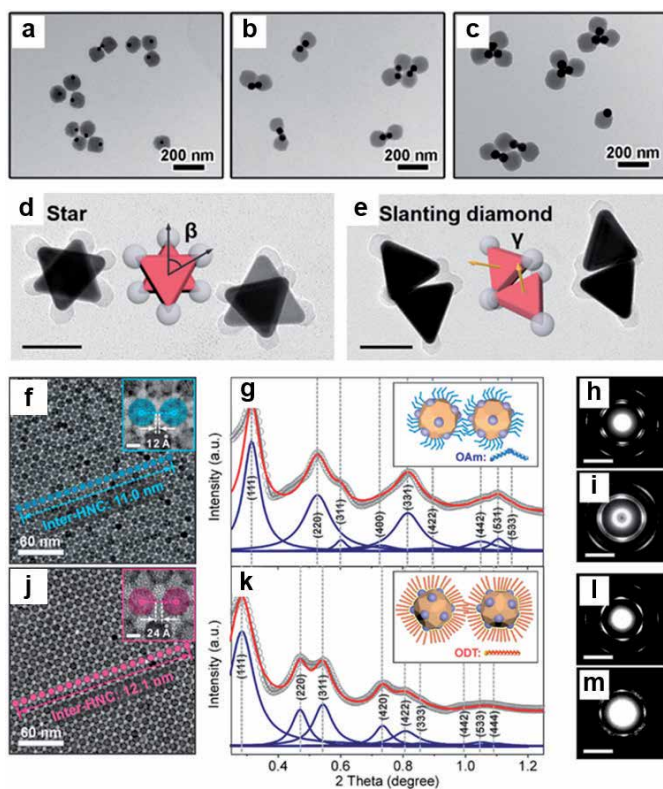 a
b
c
200 nm
200 nm
200 nm
d Star
β
e Slanting diamond
γ
f
12 Å
Inter-HNC: 11.0 nm
60 nm
g
Intensity (a.u.)
OAm:
(111)
(220)
(311)
(400)
(331)
(422)
(442)
(531)
(533)
h
i
j
24 Å
Inter-HNC: 12.1 nm
60 nm
k
Intensity (a.u.)
ODT:
(111)
(220)
(311)
(420)
(422)
(333)
(442)
(533)
(444)
0.4 0.6 0.8 1.0 1.2
2 Theta (degree)
l
m